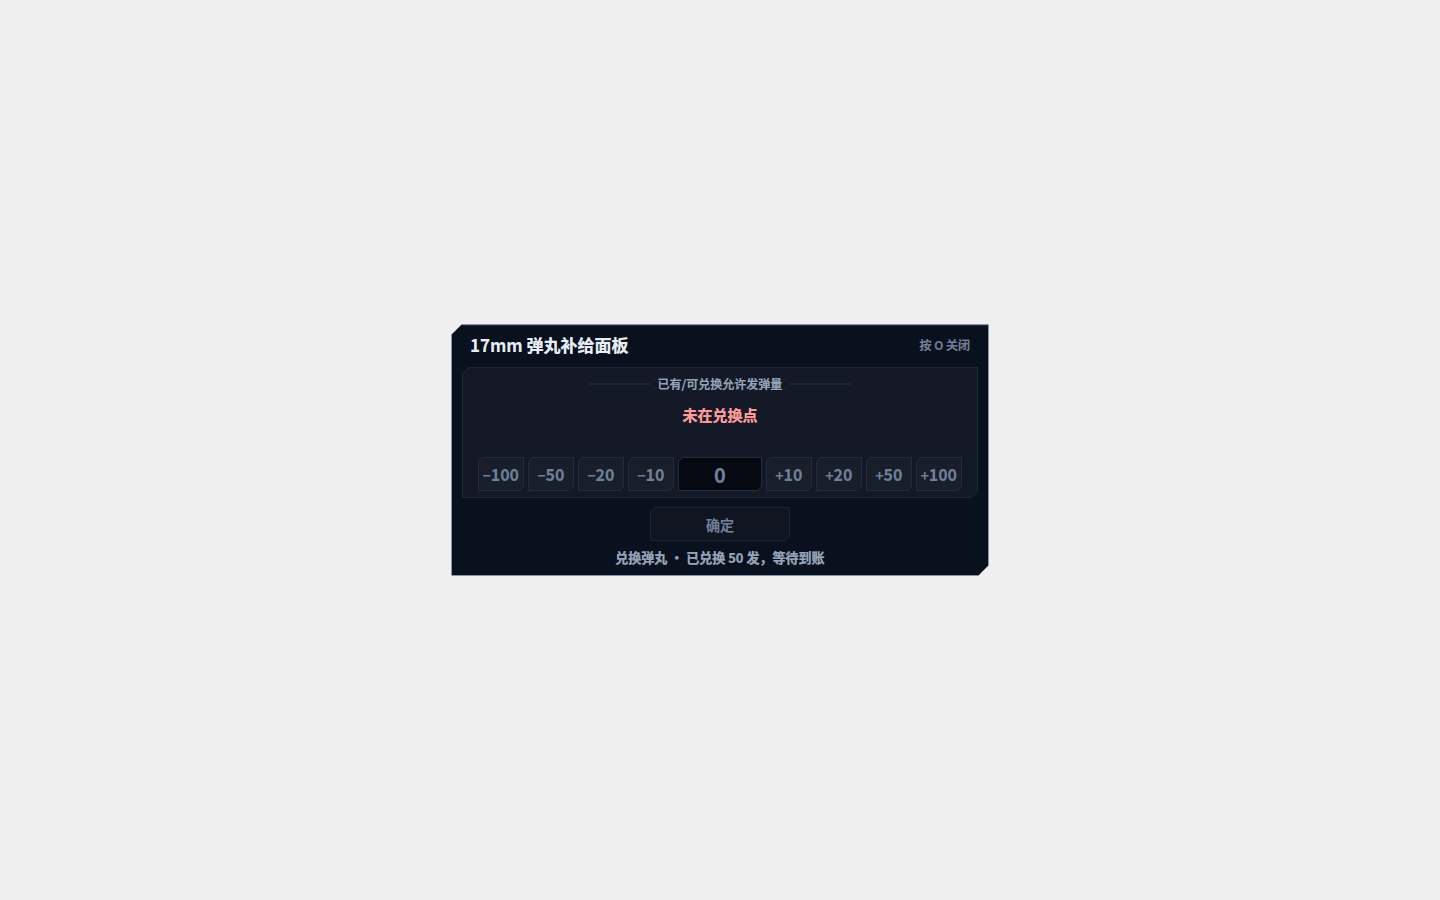 17mm 弹丸补给面板
按 O 关闭
已有/可兑换允许发弹量
未在兑换点
−100 −50 −20 −10 0 +10 +20 +50 +100
确定
兑换弹丸 · 已兑换 50 发，等待到账